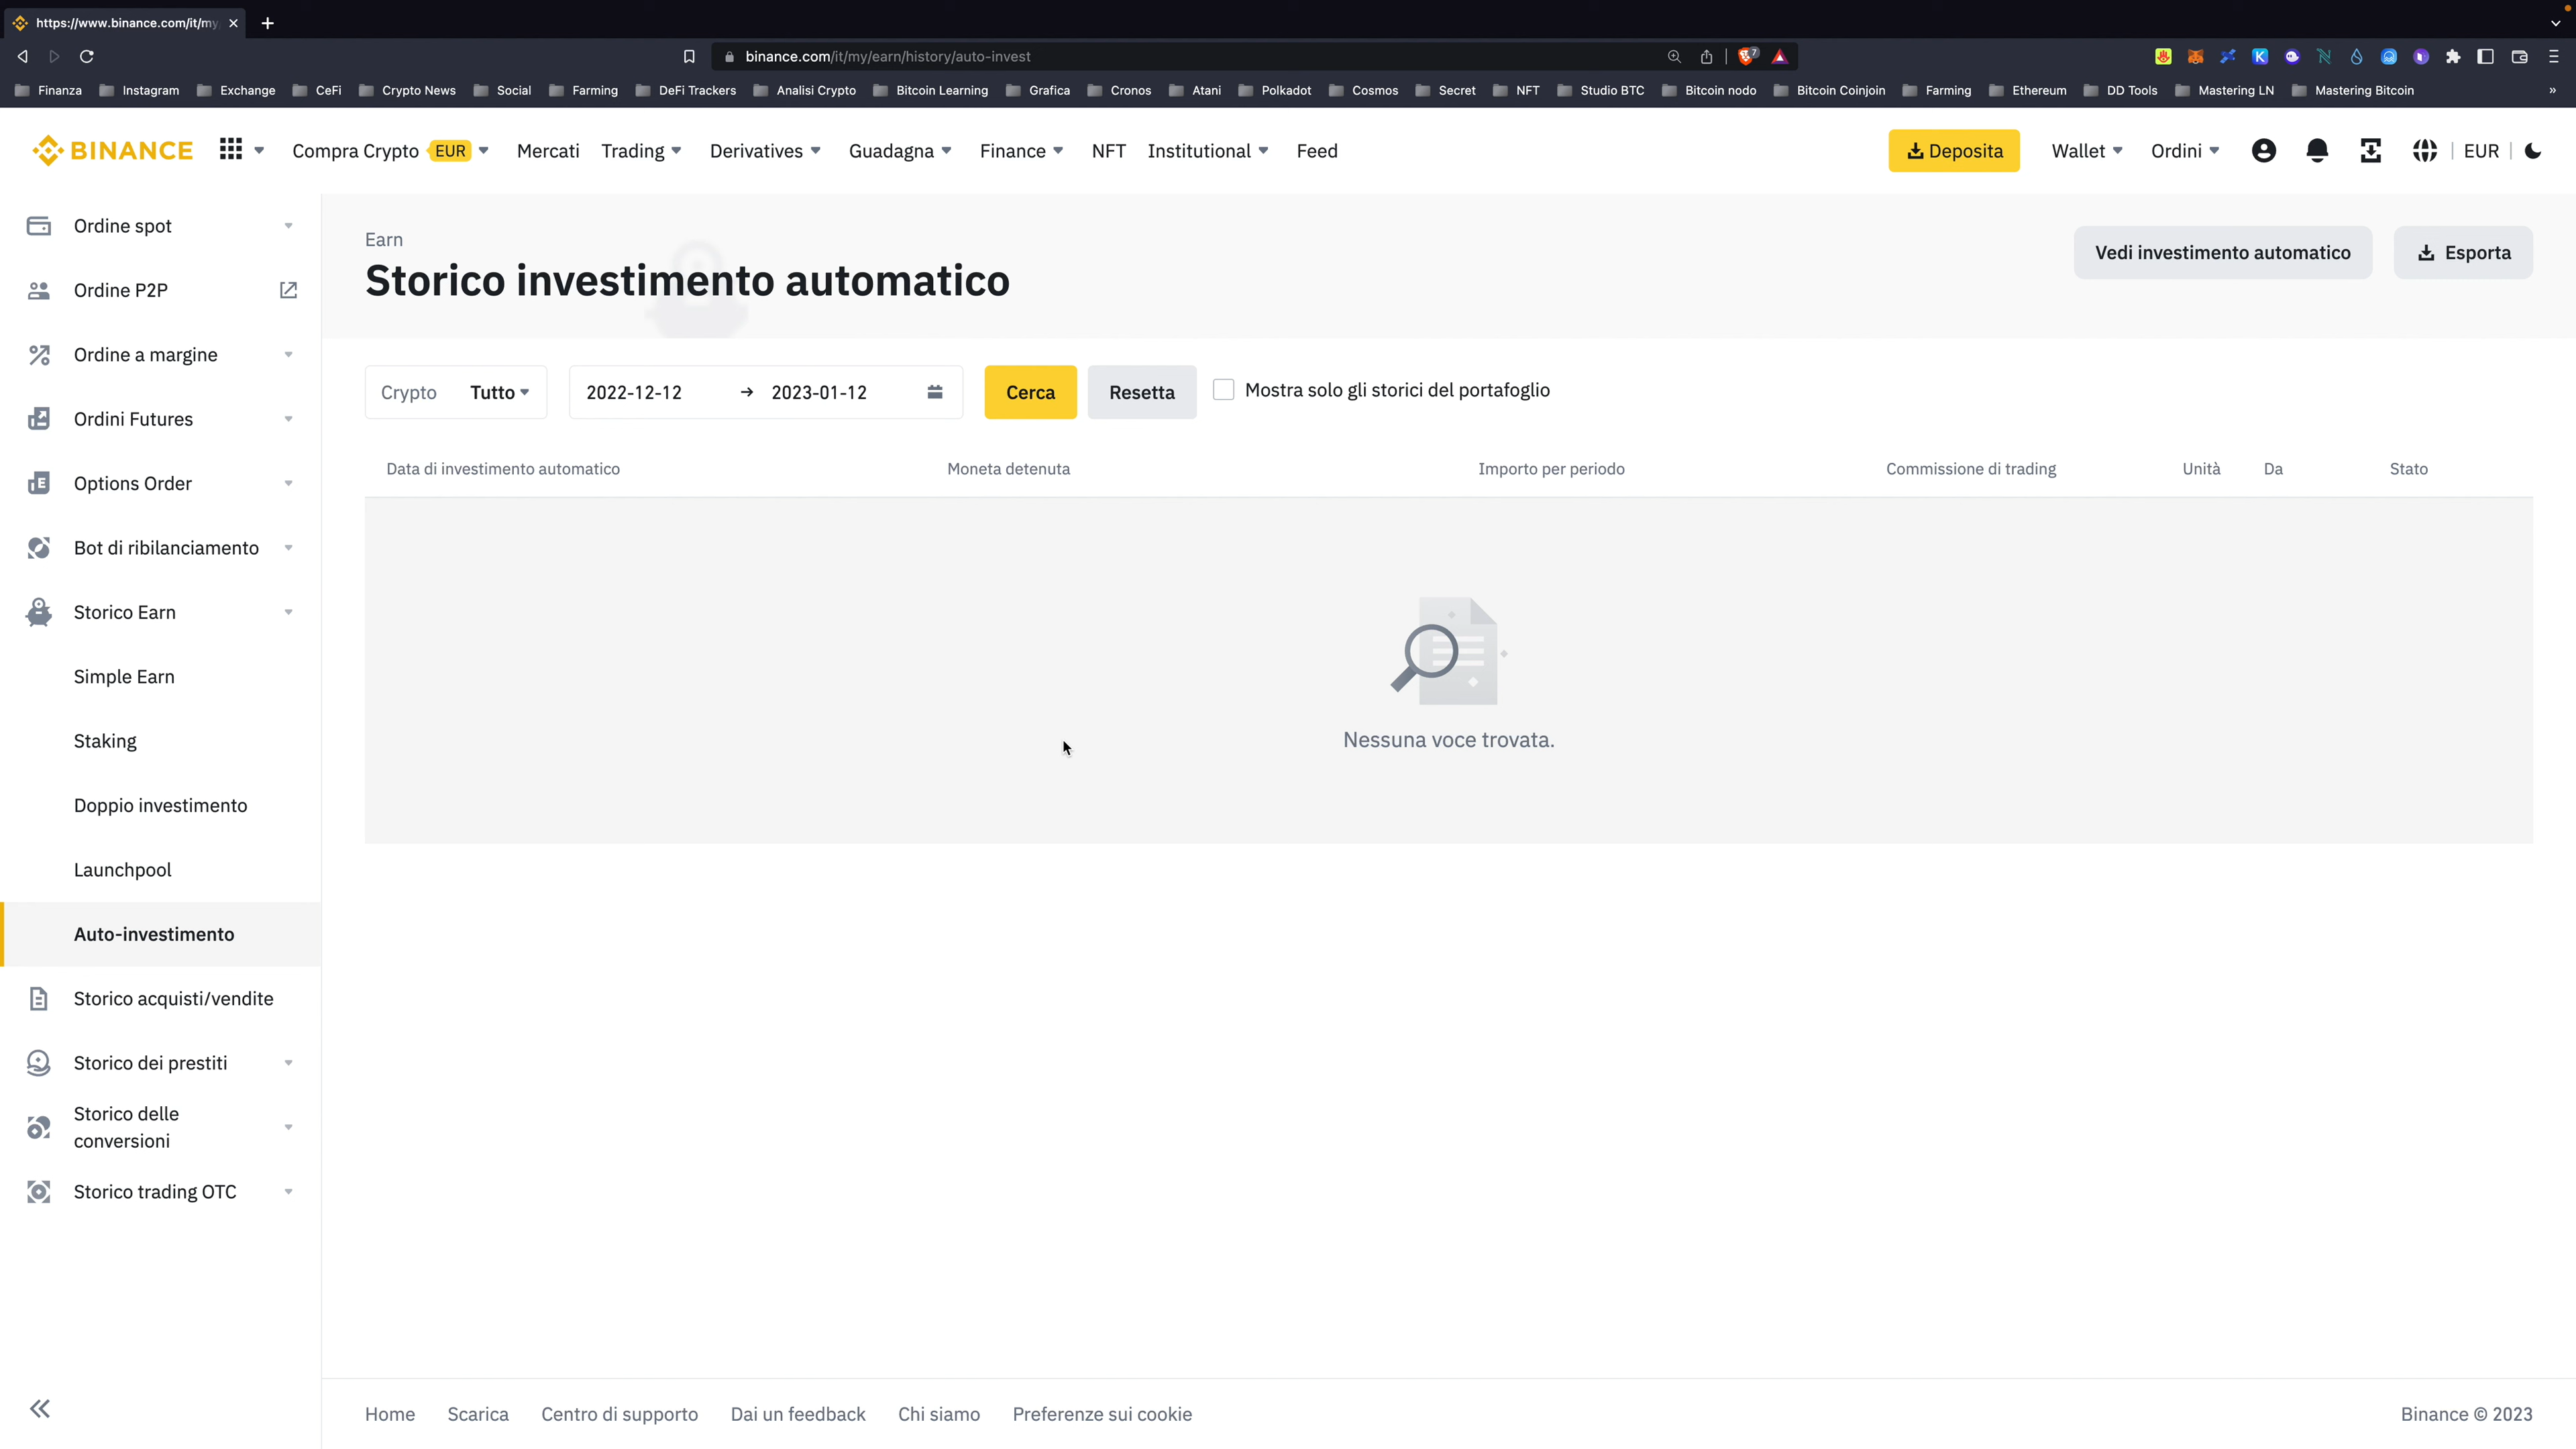 https://www.binance.com/it/my
binance.com/it/my/earn/history/auto-invest
7
Finanza Instagram Exchange CeFi Crypto News Social Farming DeFi Trackers Analisi Crypto Bitcoin Learning Grafica Cronos Atani Polkadot Cosmos Secret NFT Studio BTC Bitcoin nodo Bitcoin Coinjoin Farming Ethereum DD Tools Mastering LN Mastering Bitcoin »
BINANCE Compra Crypto EUR Mercati Trading Derivatives Guadagna Finance NFT Institutional Feed Deposita Wallet Ordini EUR
Ordine spot
Ordine P2P
Ordine a margine
Ordini Futures
Options Order
Bot di ribilanciamento
Storico Earn
Simple Earn
Staking
Doppio investimento
Launchpool
Auto-investimento
Storico acquisti/vendite
Storico dei prestiti
Storico delle
conversioni
Storico trading OTC
Earn
Storico investimento automatico
Vedi investimento automatico Esporta
Crypto Tutto 2022-12-12 → 2023-01-12 Cerca Resetta Mostra solo gli storici del portafoglio
Data di investimento automatico Moneta detenuta Importo per periodo Commissione di trading Unità Da Stato
Nessuna voce trovata.
Home Scarica Centro di supporto Dai un feedback Chi siamo Preferenze sui cookie Binance © 2023